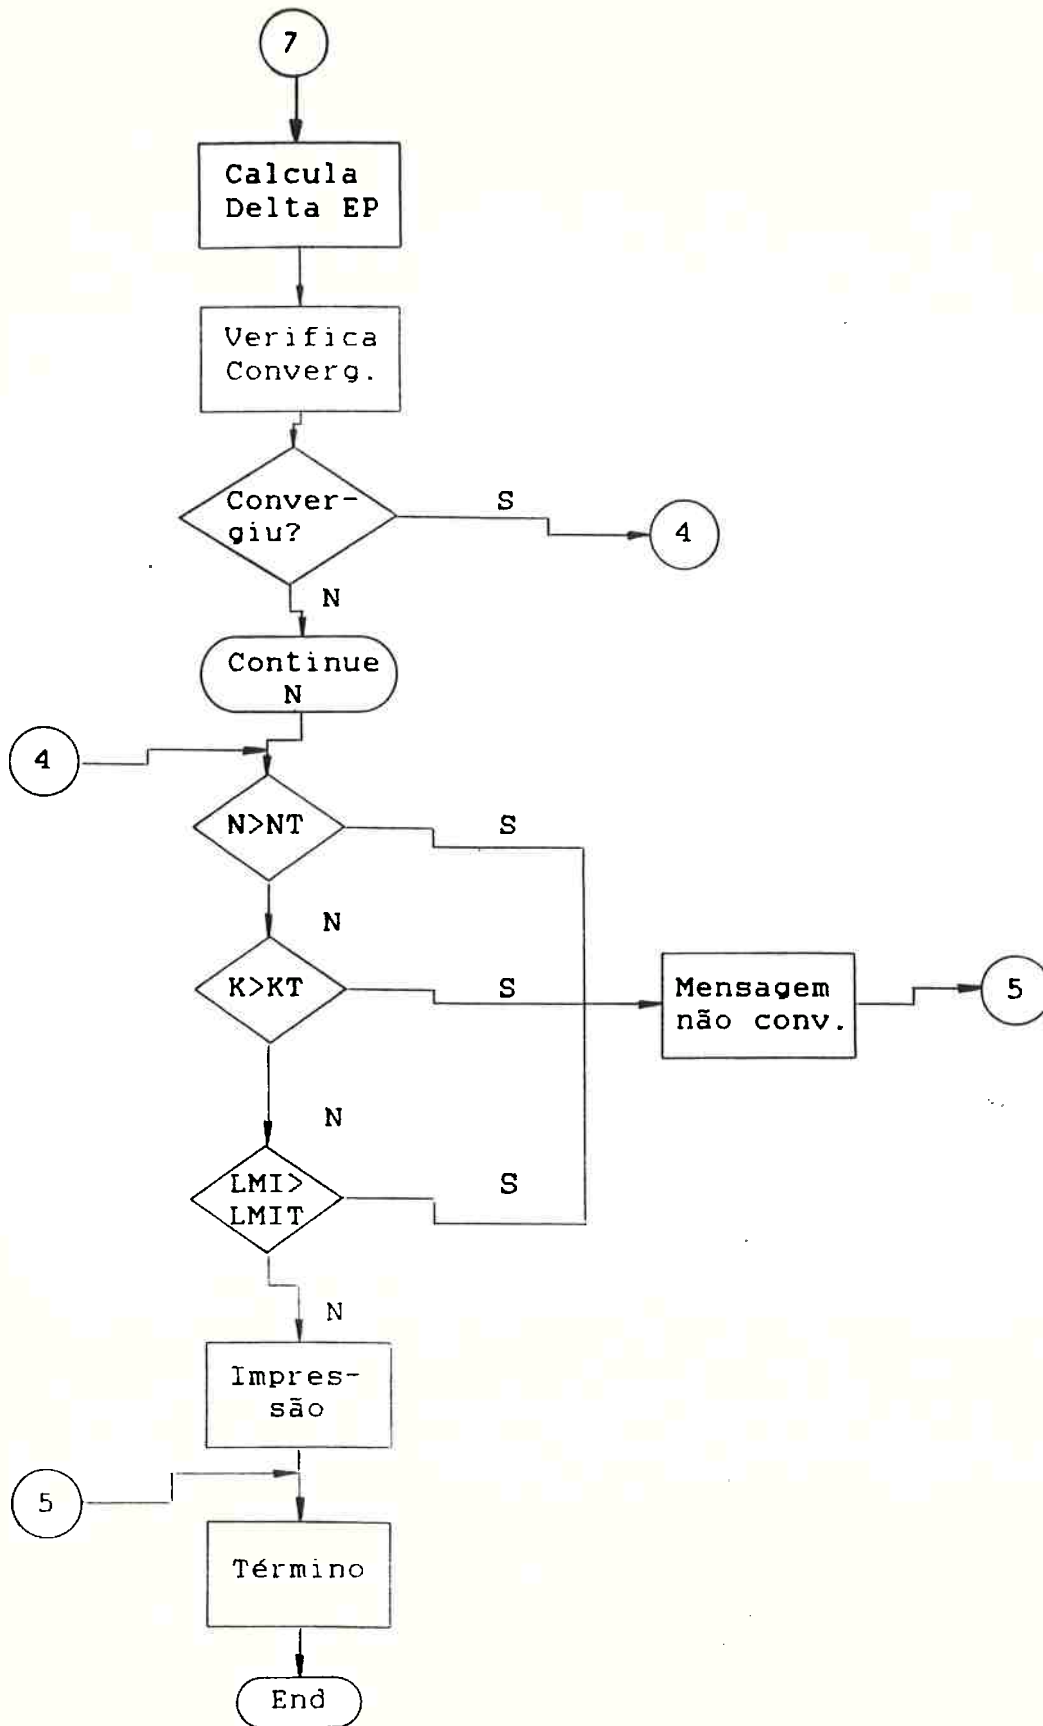 7
Calcula
Delta EP
Verifica
Converg.
Conver-
giu?
S
4
N
Continue
N
4
N>NT
S
N
K>KT
S
Mensagem
não conv.
5
N
LMI>
LMIT
S
N
Impres-
são
5
Término
End